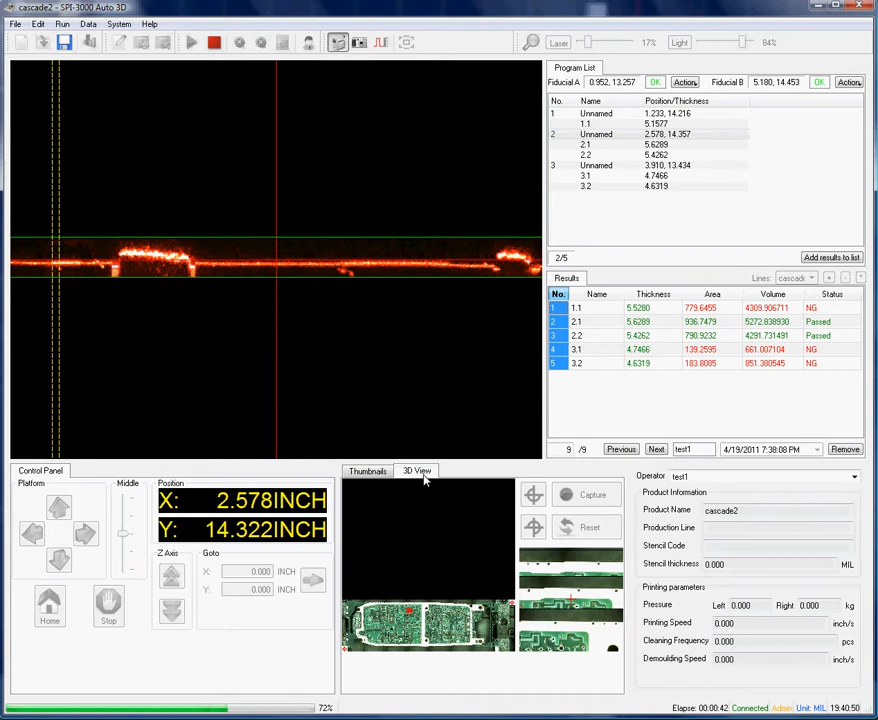 cascade2 - SPI-3000 Auto 3D
File Edit Run Data System Help
Laser 17% Light 84%
Program List
Fiducial A 0.952, 13.257 OK Action Fiducial B 5.180, 14.453 OK Action
No. Name Position/Thickness
1 Unnamed 1.233, 14.216
1.1 5.1577
2 Unnamed 2.578, 14.357
2.1 5.6289
2.2 5.4262
3 Unnamed 3.910, 13.434
3.1 4.7466
3.2 4.6319
2/5 Add results to list
Results Lines: cascad + - *
No. Name Thickness Area Volume Status
1 1.1 5.5280 779.6455 4309.906711 NG
2 2.1 5.6289 936.7479 5272.838930 Passed
3 2.2 5.4262 790.9232 4291.731491 Passed
4 3.1 4.7466 139.2595 661.007104 NG
5 3.2 4.6319 183.8085 851.380545 NG
9 /9 Previous Next test1 4/19/2011 7:38:08 PM Remove
Control Panel
Platform Middle Position
X: 2.578INCH
Y: 14.322INCH
Z Axis Goto
X: 0.000 INCH
Y: 0.000 INCH
Home Stop
Thumbnails 3D View
Capture
Reset
Operator test1
Product Information
Product Name cascade2
Production Line
Stencil Code
Stencil thickness 0.000 MIL
Printing parameters
Pressure Left 0.000 Right 0.000 kg
Printing Speed 0.000 inch/s
Cleaning Frequency 0.000 pcs
Demoulding Speed 0.000 inch/s
72% Elapse: 00:00:42 Connected Admin Unit: MIL 19:40:50